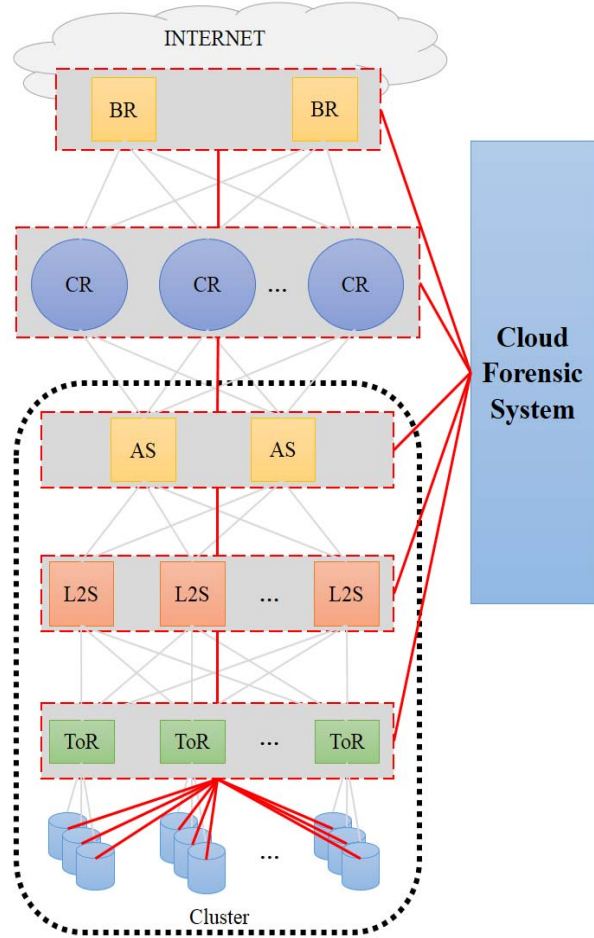 INTERNET
BR BR
CR CR ... CR
Cloud
Forensic
System
AS AS
L2S L2S ... L2S
ToR ToR ... ToR
...
Cluster